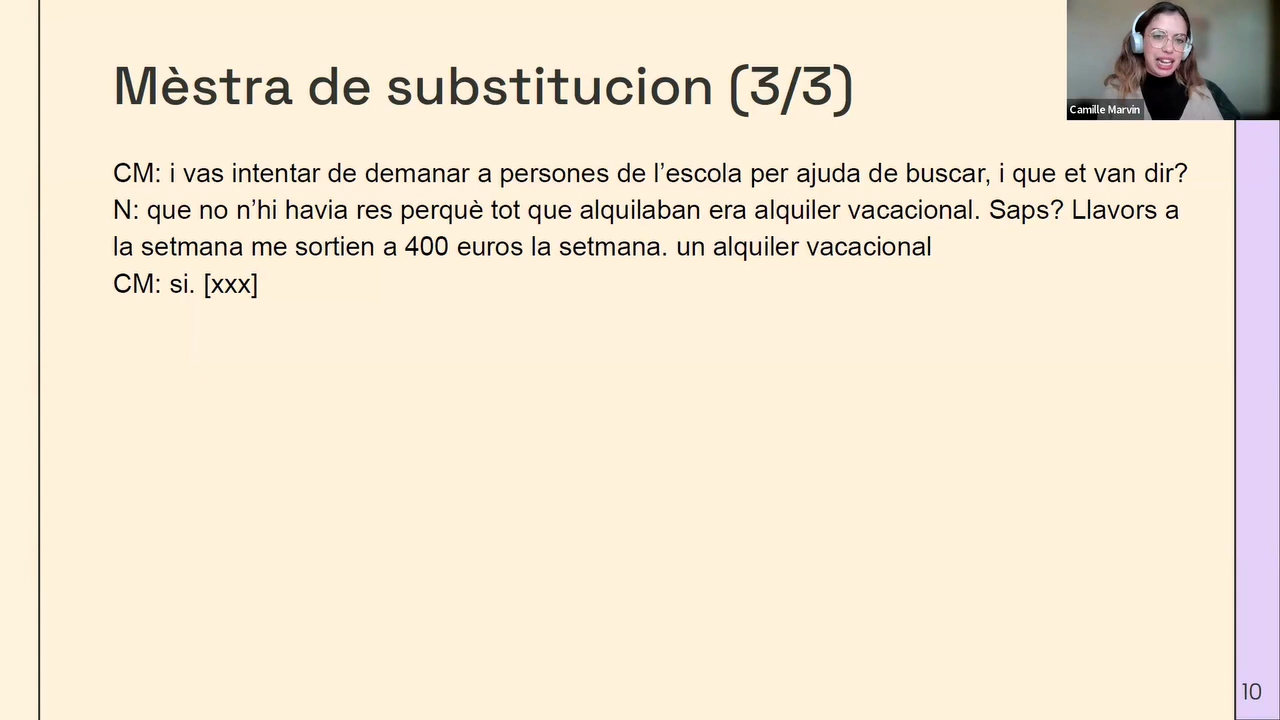 Mèstra de substitucion (3/3)
Camille Marvin
CM: i vas intentar de demanar a persones de l’escola per ajuda de buscar, i que et van dir?
N: que no n’hi havia res perquè tot que alquilaban era alquiler vacacional. Saps? Llavors a
la setmana me sortien a 400 euros la setmana. un alquiler vacacional
CM: si. [xxx]
10